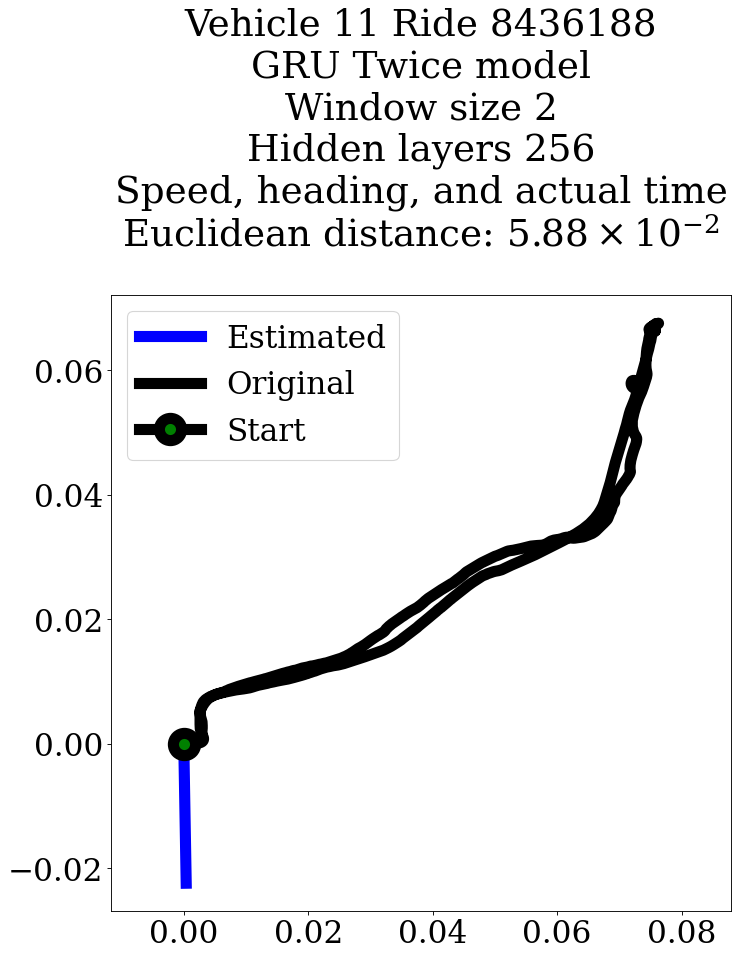 Vehicle 11 Ride 8436188
GRU Twice model
Window size 2
Hidden layers 256
Speed, heading, and actual time
Euclidean distance: 5.88 × 10⁻²
Estimated
Original
Start
0.06
0.04
0.02
0.00
−0.02
0.00 0.02 0.04 0.06 0.08